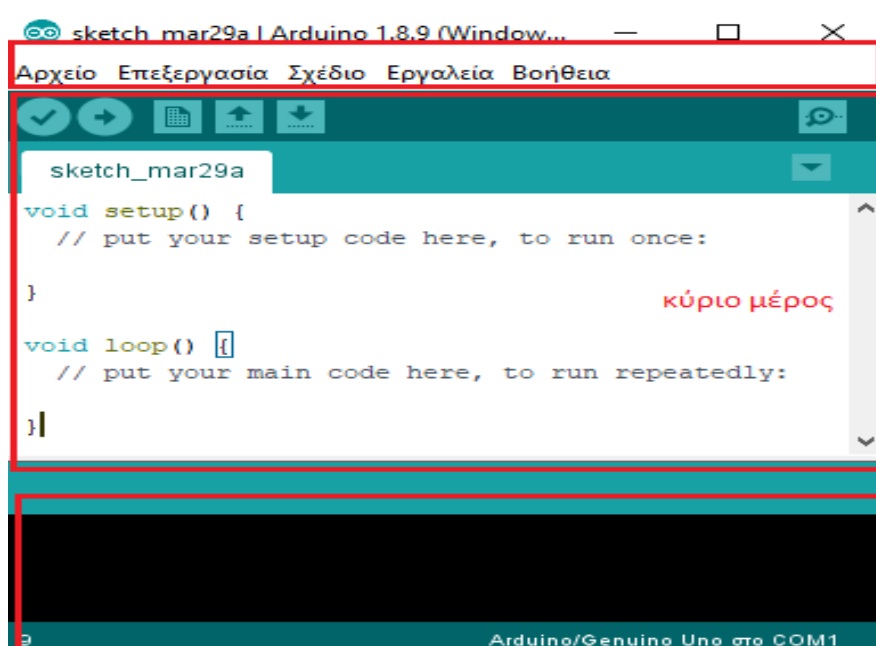 sketch_mar29a | Arduino 1.8.9 (Window...
Αρχείο Επεξεργασία Σχέδιο Εργαλεία Βοήθεια
sketch_mar29a
void setup() {
// put your setup code here, to run once:
}
κύριο μέρος
void loop() {
// put your main code here, to run repeatedly:
}
9
Arduino/Genuino Uno στο COM1